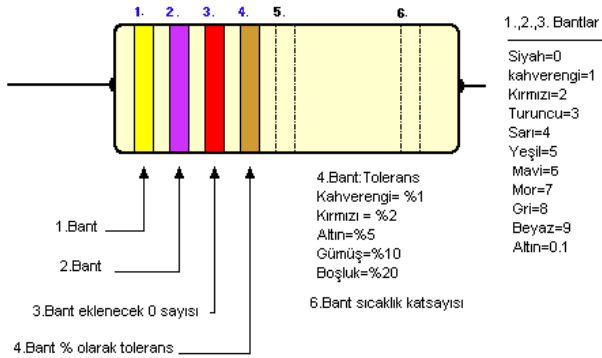 1. 2. 3. 4. 5. 6.
1.,2.,3. Bantlar
Siyah=0
kahverengi=1
Kırmızı=2
Turuncu=3
Sarı=4
Yeşil=5
Mavi=6
Mor=7
Gri=8
Beyaz=9
Altın=0.1
4.Bant:Tolerans
Kahverengi= %1
Kırmızı = %2
Altın=%5
Gümüş=%10
Boşluk=%20
6.Bant sıcaklık katsayısı
1.Bant
2.Bant
3.Bant eklenecek 0 sayısı
4.Bant % olarak tolerans